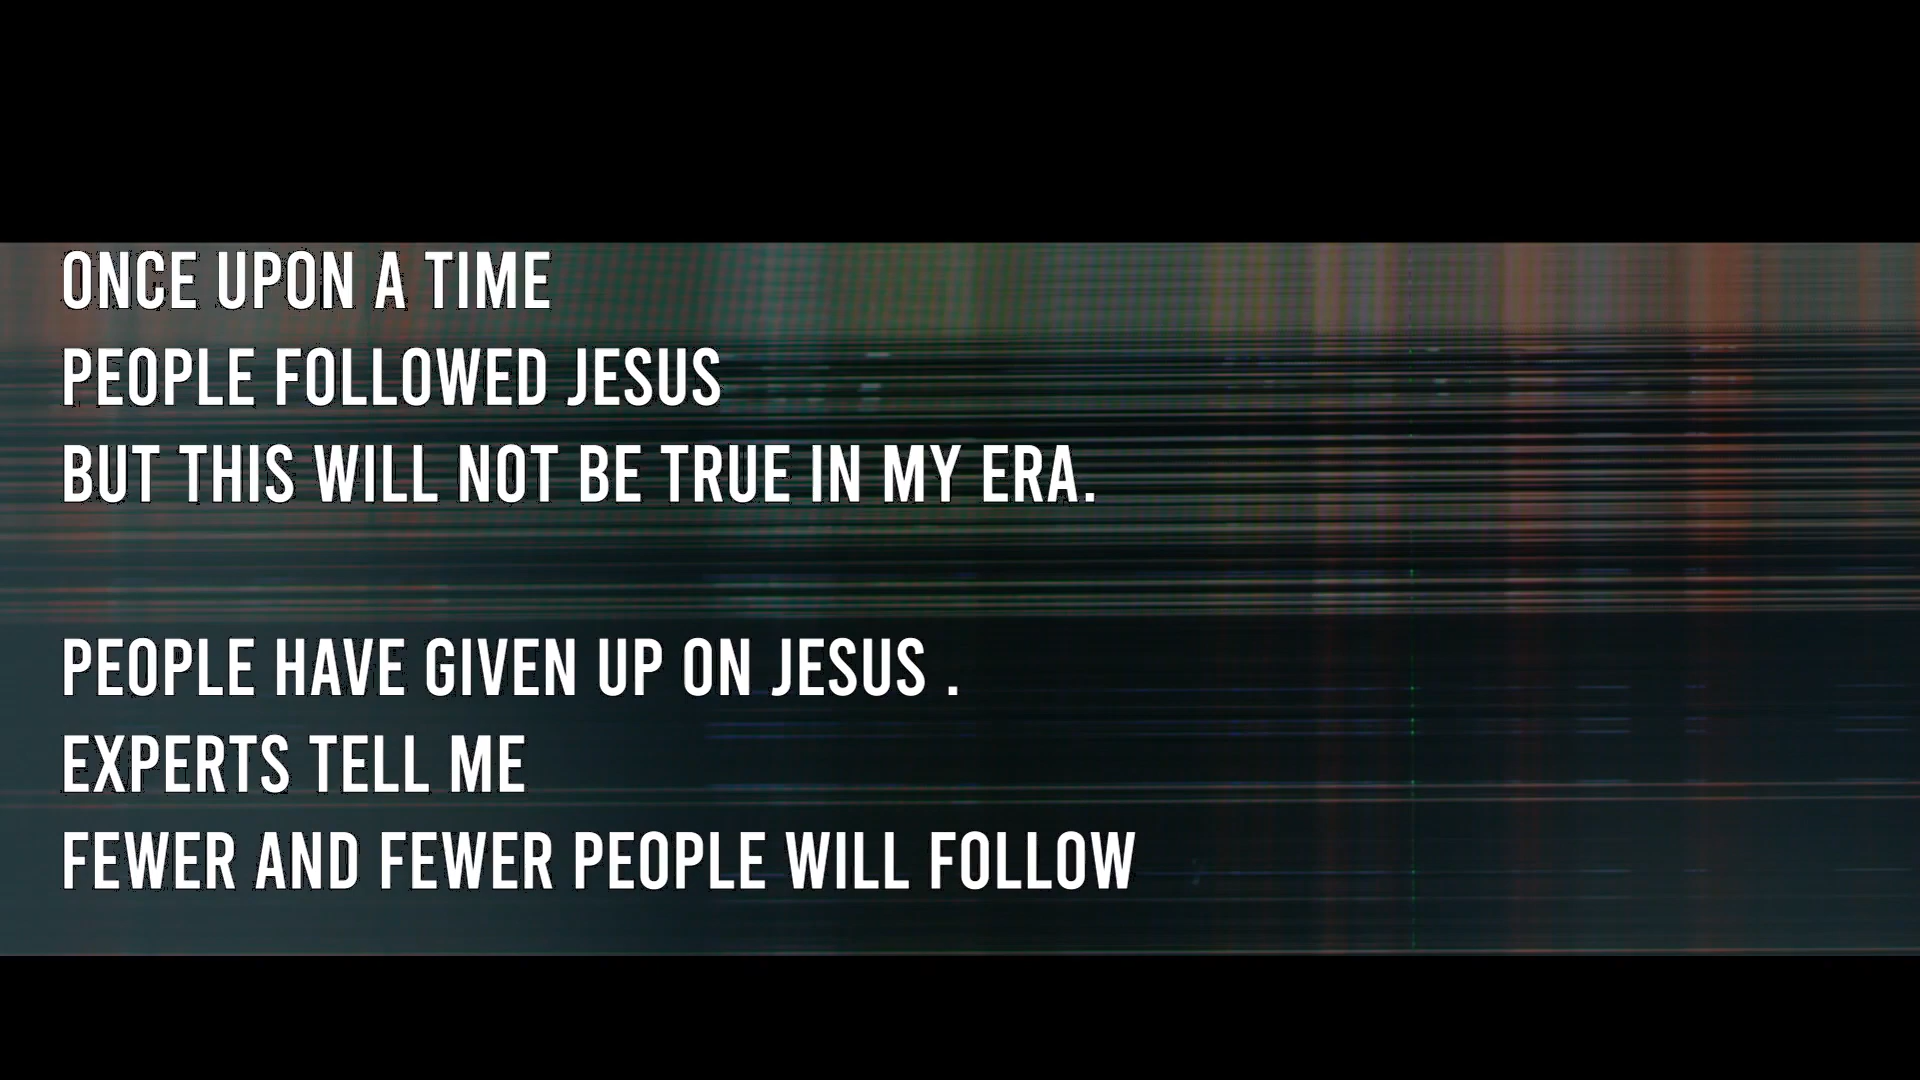 ONCE UPON A TIME
PEOPLE FOLLOWED JESUS
BUT THIS WILL NOT BE TRUE IN MY ERA.
PEOPLE HAVE GIVEN UP ON JESUS .
EXPERTS TELL ME
FEWER AND FEWER PEOPLE WILL FOLLOW